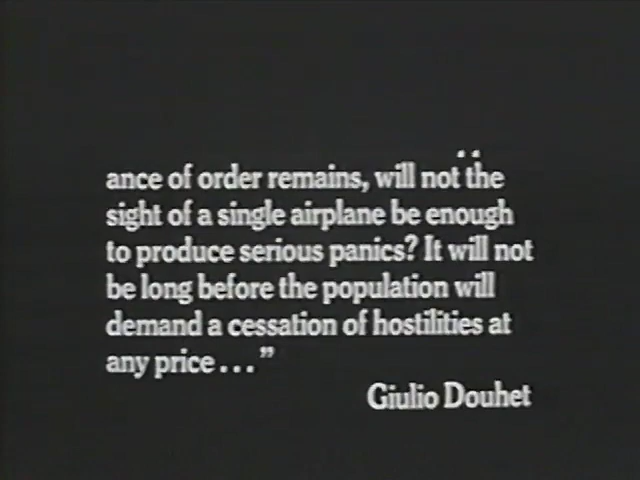 ance of order remains, will not the
sight of a single airplane be enough
to produce serious panics? It will not
be long before the population will
demand a cessation of hostilities at
any price . . .”
Giulio Douhet